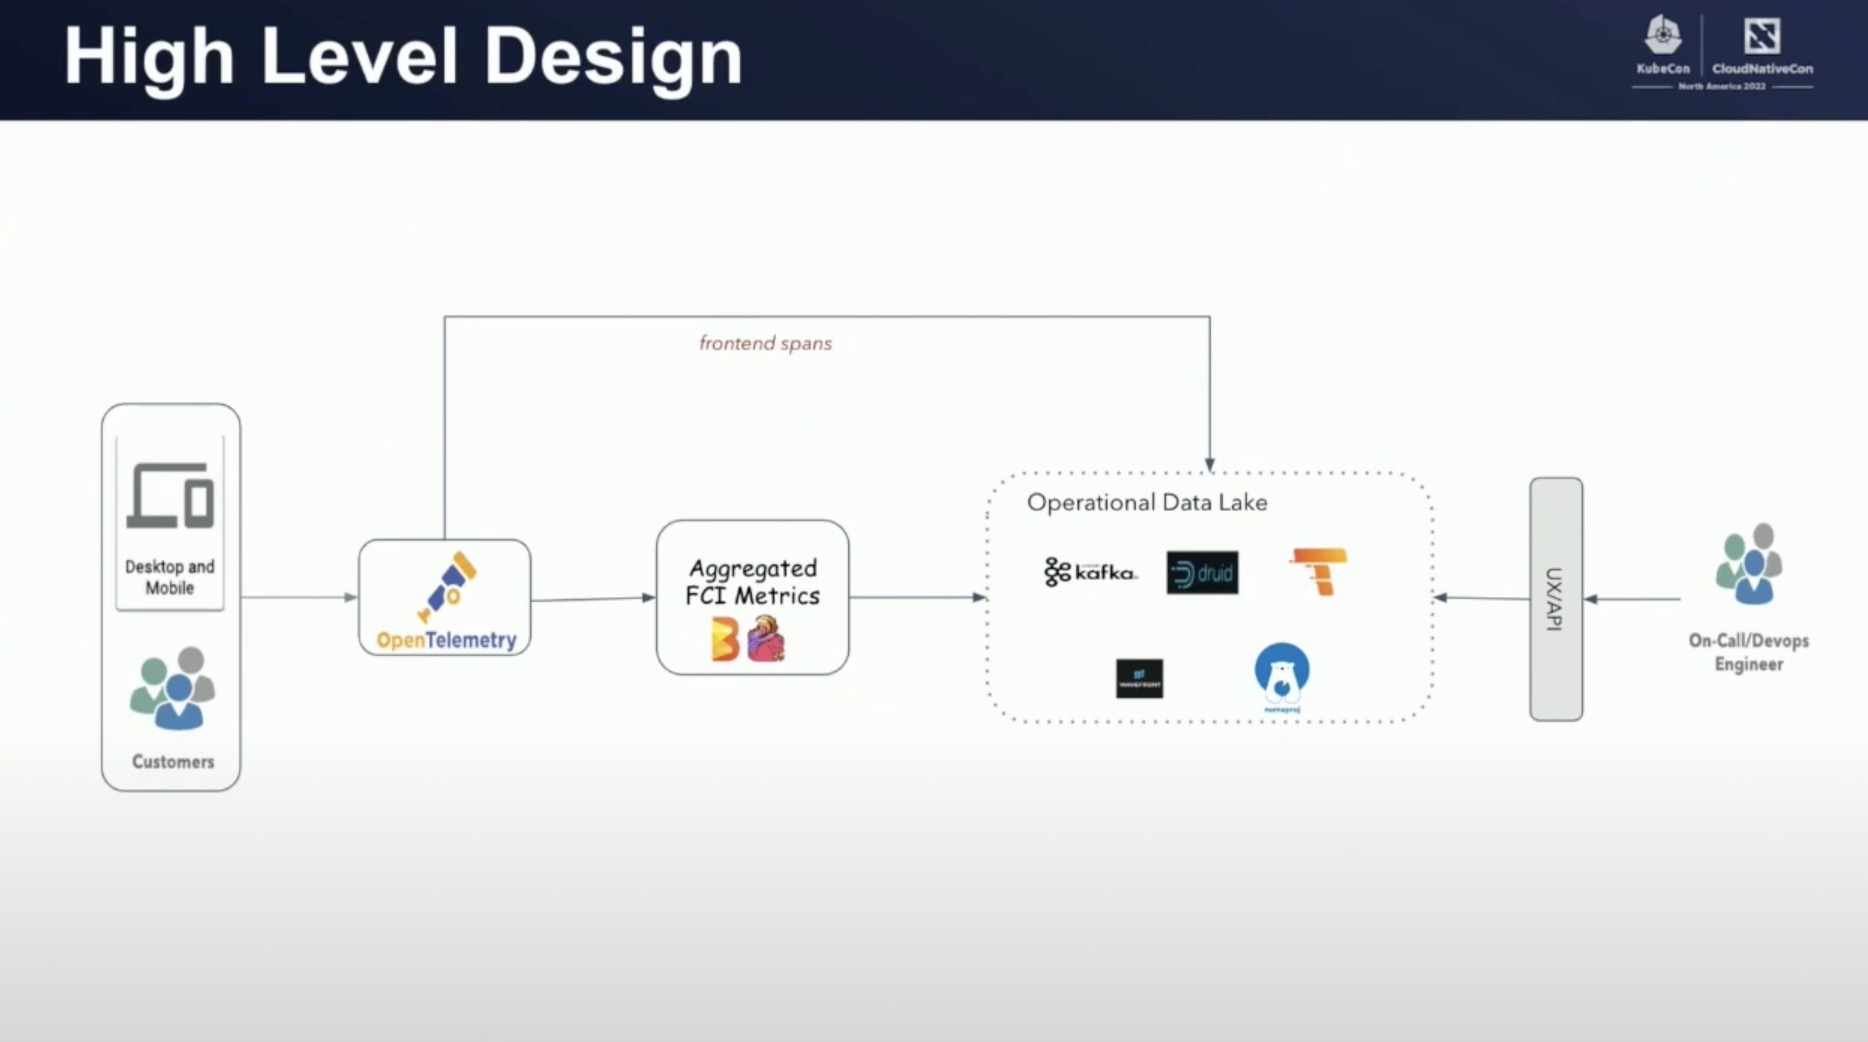 High Level Design
KubeCon
CloudNativeCon
North America 2022
frontend spans
Desktop and
Mobile
Customers
OpenTelemetry
Aggregated
FCI Metrics
Operational Data Lake
kafka
druid
WAVEFRONT
numaproj
UX/API
On-Call/Devops
Engineer